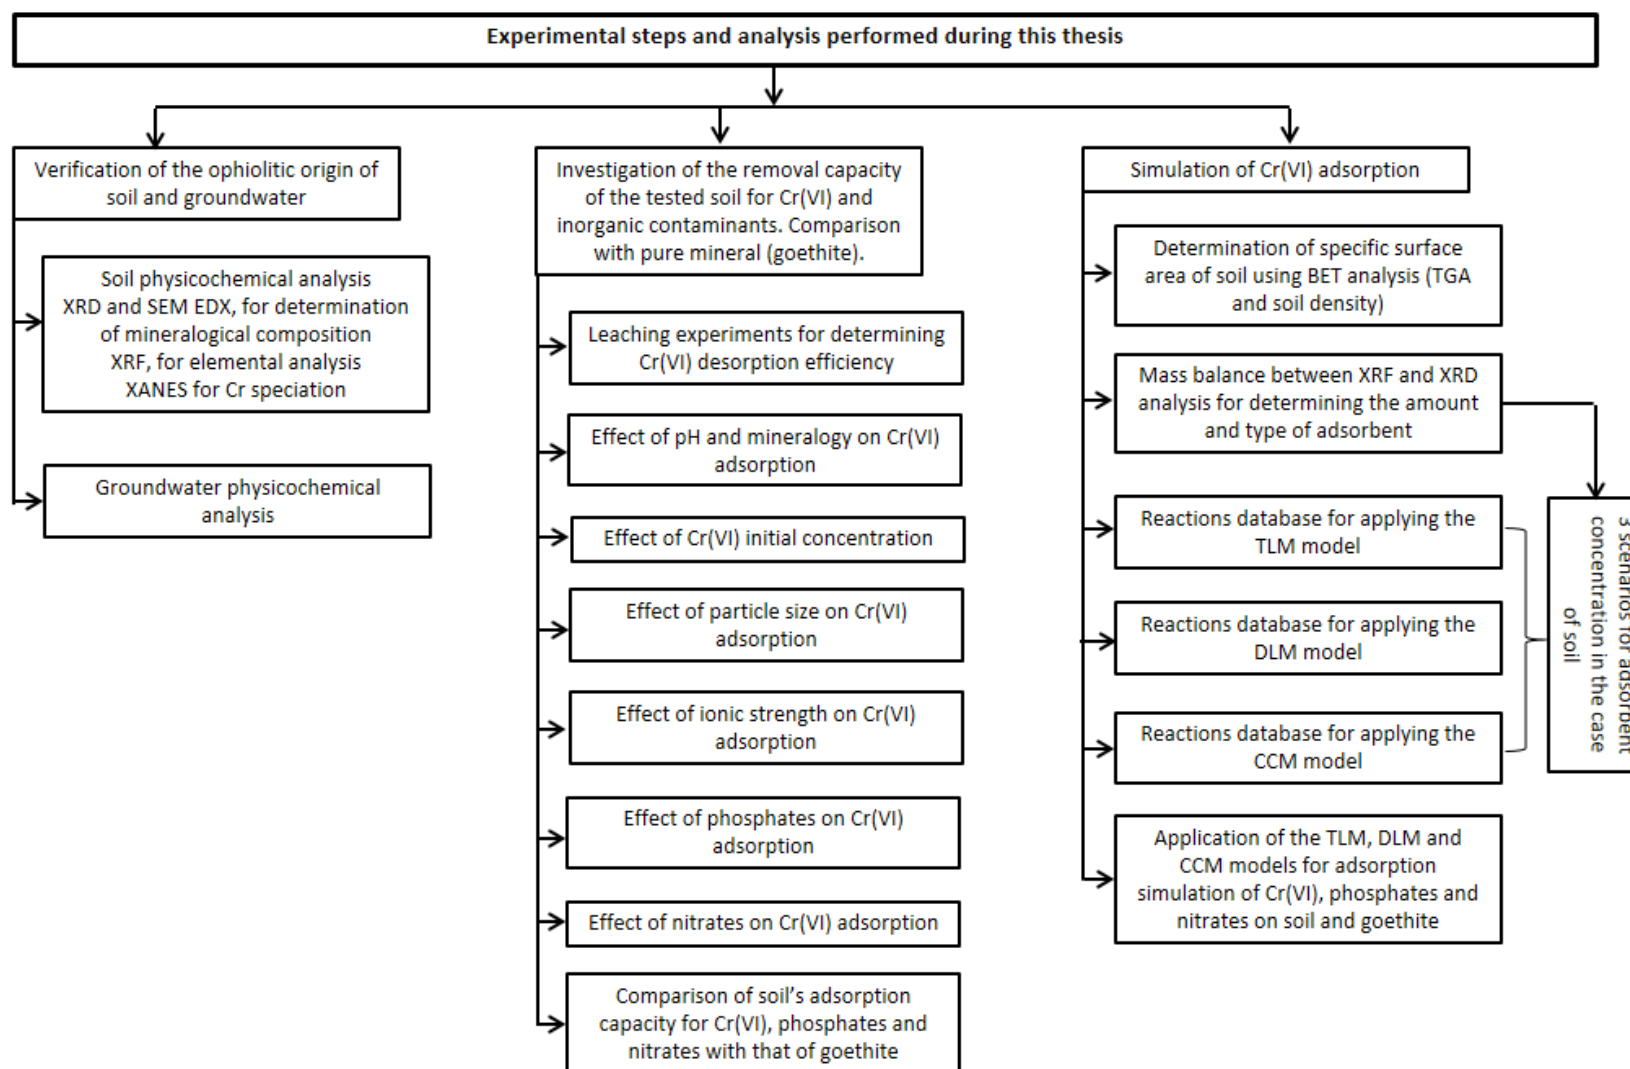 Experimental steps and analysis performed during this thesis
Verification of the ophiolitic origin of
soil and groundwater
Soil physicochemical analysis
XRD and SEM EDX, for determination
of mineralogical composition
XRF, for elemental analysis
XANES for Cr speciation
Groundwater physicochemical
analysis
Investigation of the removal capacity
of the tested soil for Cr(VI) and
inorganic contaminants. Comparison
with pure mineral (goethite).
Leaching experiments for determining
Cr(VI) desorption efficiency
Effect of pH and mineralogy on Cr(VI)
adsorption
Effect of Cr(VI) initial concentration
Effect of particle size on Cr(VI)
adsorption
Effect of ionic strength on Cr(VI)
adsorption
Effect of phosphates on Cr(VI)
adsorption
Effect of nitrates on Cr(VI) adsorption
Comparison of soil’s adsorption
capacity for Cr(VI), phosphates and
nitrates with that of goethite
Simulation of Cr(VI) adsorption
Determination of specific surface
area of soil using BET analysis (TGA
and soil density)
Mass balance between XRF and XRD
analysis for determining the amount
and type of adsorbent
Reactions database for applying the
TLM model
Reactions database for applying the
DLM model
Reactions database for applying the
CCM model
Application of the TLM, DLM and
CCM models for adsorption
simulation of Cr(VI), phosphates and
nitrates on soil and goethite
3 scenarios for adsorbent
concentration in the case
of soil